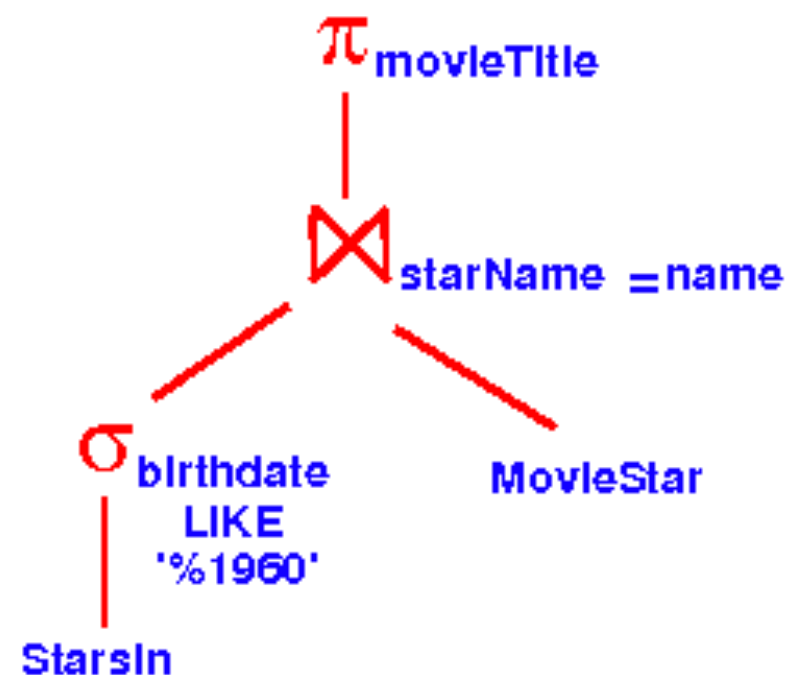 π movieTitle
⋈ starName = name
σ birthdate
LIKE
'%1960'
MovieStar
StarsIn